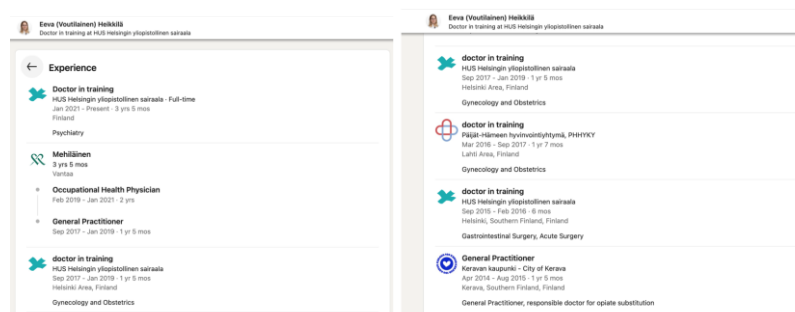 Eeva (Voutilainen) Heikkilä
Doctor in training at HUS Helsingin yliopistollinen sairaala
Experience
Doctor in training
HUS Helsingin yliopistollinen sairaala · Full-time
Jan 2021 - Present · 3 yrs 5 mos
Finland
Psychiatry
Mehiläinen
3 yrs 5 mos
Vantaa
Occupational Health Physician
Feb 2019 - Jan 2021 · 2 yrs
General Practitioner
Sep 2017 - Jan 2019 · 1 yr 5 mos
doctor in training
HUS Helsingin yliopistollinen sairaala
Sep 2017 - Jan 2019 · 1 yr 5 mos
Helsinki Area, Finland
Gynecology and Obstetrics
Eeva (Voutilainen) Heikkilä
Doctor in training at HUS Helsingin yliopistollinen sairaala
doctor in training
HUS Helsingin yliopistollinen sairaala
Sep 2017 - Jan 2019 · 1 yr 5 mos
Helsinki Area, Finland
Gynecology and Obstetrics
doctor in training
Päijät-Hämeen hyvinvointiyhtymä, PHHYKY
Mar 2016 - Sep 2017 · 1 yr 7 mos
Lahti Area, Finland
Gynecology and Obstetrics
doctor in training
HUS Helsingin yliopistollinen sairaala
Sep 2015 - Feb 2016 · 6 mos
Helsinki, Southern Finland, Finland
Gastrointestinal Surgery, Acute Surgery
General Practitioner
Keravan kaupunki - City of Kerava
Apr 2014 - Aug 2015 · 1 yr 5 mos
Kerava, Southern Finland, Finland
General Practitioner, responsible doctor for opiate substitution